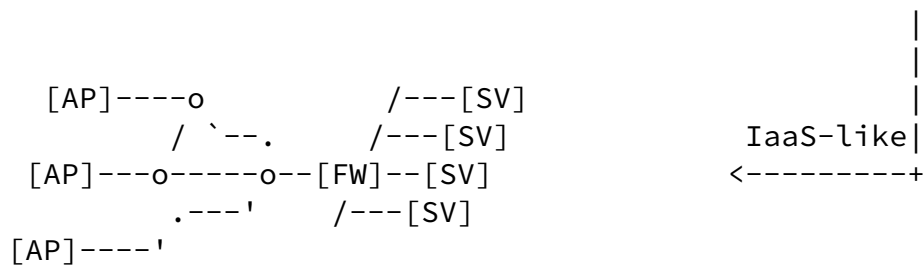 |
|
[AP]----o /---[SV] |
/ `--. /---[SV] IaaS-like|
[AP]---o-----o--[FW]--[SV] <---------+
.---' /---[SV]
[AP]----'